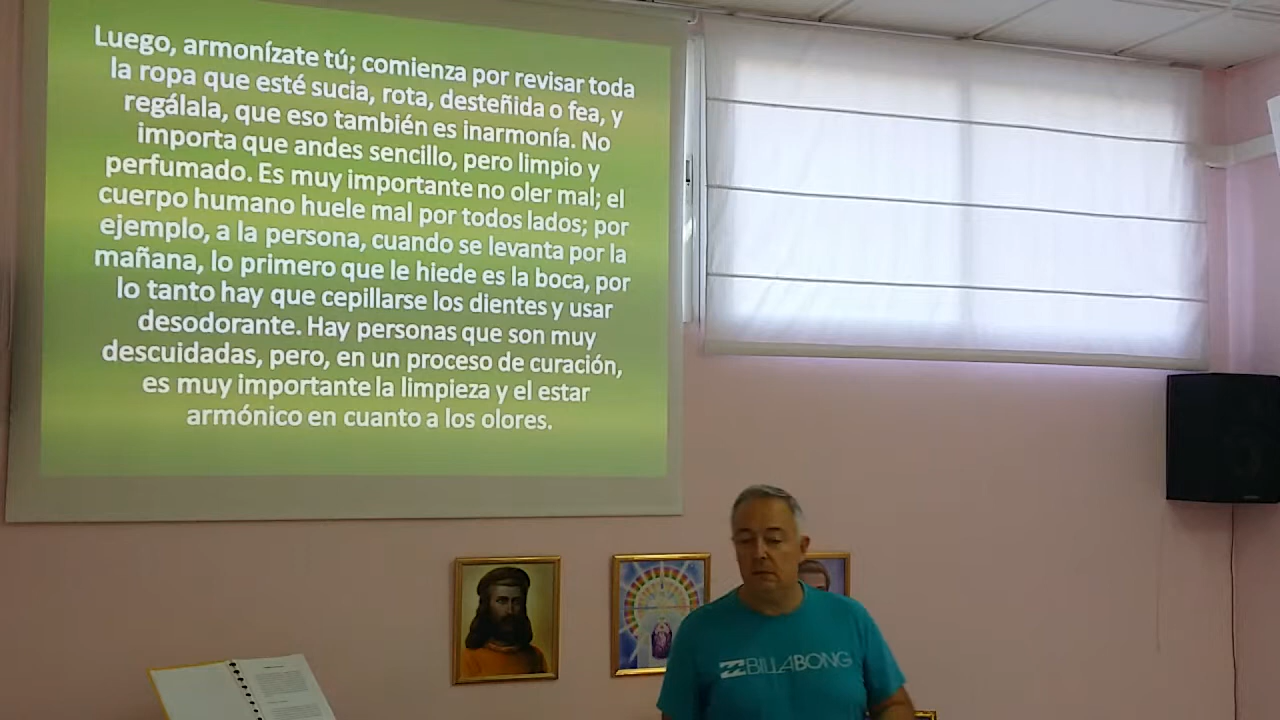 Luego, armonízate tú; comienza por revisar toda
la ropa que esté sucia, rota, desteñida o fea, y
regálala, que eso también es inarmonía. No
importa que andes sencillo, pero limpio y
perfumado. Es muy importante no oler mal; el
cuerpo humano huele mal por todos lados; por
ejemplo, a la persona, cuando se levanta por la
mañana, lo primero que le hiede es la boca, por
lo tanto hay que cepillarse los dientes y usar
desodorante. Hay personas que son muy
descuidadas, pero, en un proceso de curación,
es muy importante la limpieza y el estar
armónico en cuanto a los olores.
BILLABONG